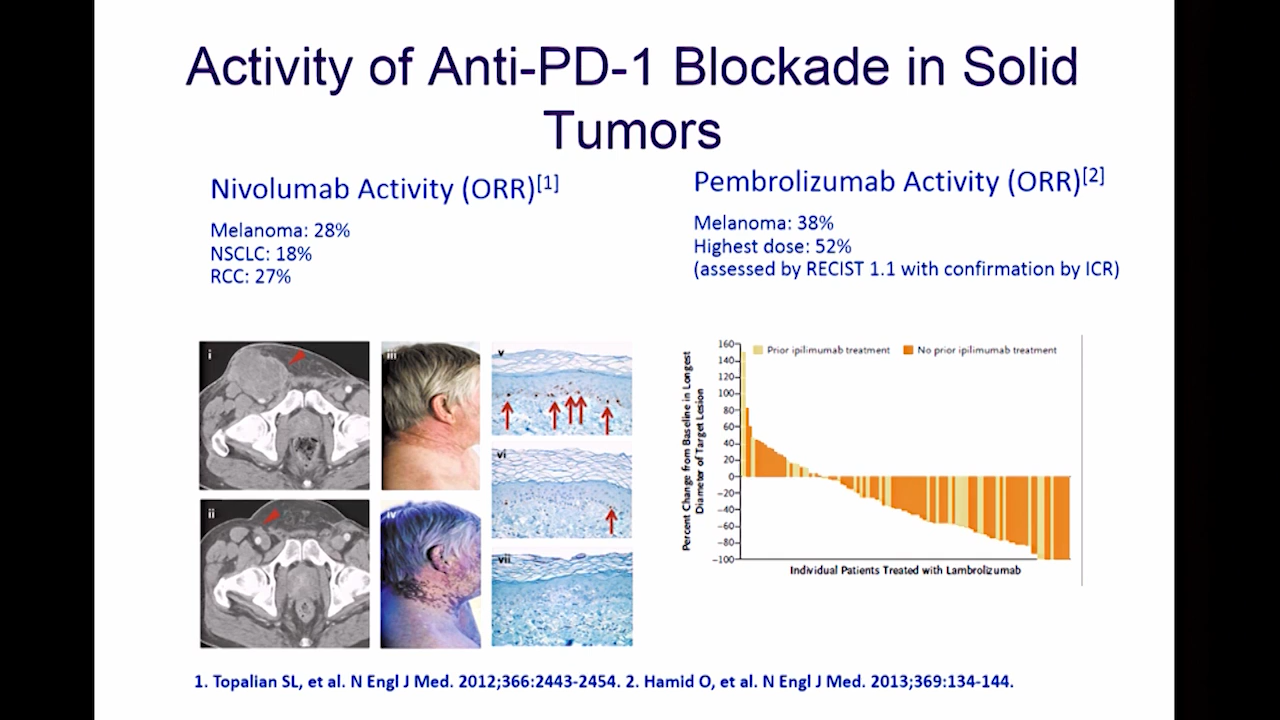 Activity of Anti-PD-1 Blockade in Solid
Tumors
Nivolumab Activity (ORR)[1]
Melanoma: 28%
NSCLC: 18%
RCC: 27%
Pembrolizumab Activity (ORR)[2]
Melanoma: 38%
Highest dose: 52%
(assessed by RECIST 1.1 with confirmation by ICR)
i
ii
iii
iv
v
vi
vii
Percent Change from Baseline in Longest
Diameter of Target Lesion
160
140
120
100
80
60
40
20
0
−20
−40
−60
−80
−100
Prior ipilimumab treatment
No prior ipilimumab treatment
Individual Patients Treated with Lambrolizumab
1. Topalian SL, et al. N Engl J Med. 2012;366:2443-2454. 2. Hamid O, et al. N Engl J Med. 2013;369:134-144.